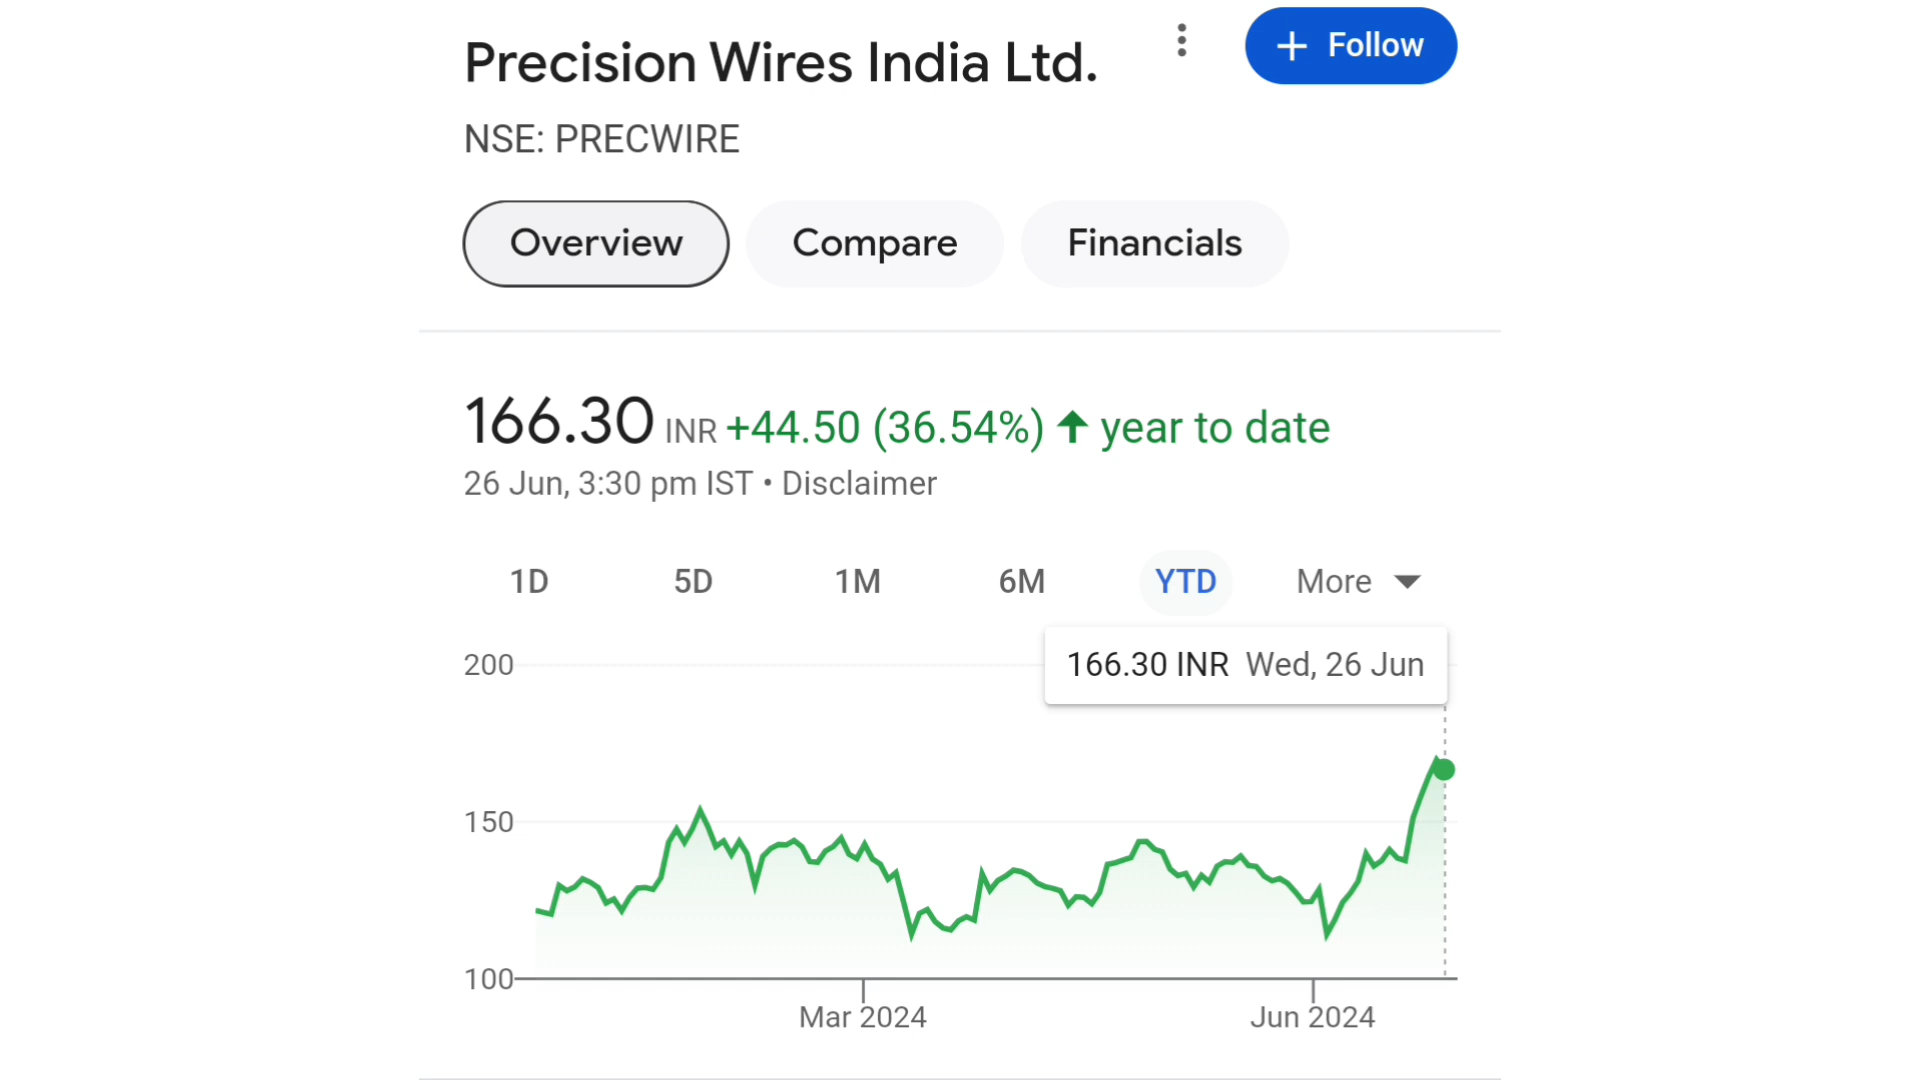 Precision Wires India Ltd.
+ Follow
NSE: PRECWIRE
Overview Compare Financials
166.30 INR +44.50 (36.54%) ↑ year to date
26 Jun, 3:30 pm IST • Disclaimer
1D 5D 1M 6M YTD More
166.30 INR Wed, 26 Jun
200
150
100
Mar 2024 Jun 2024